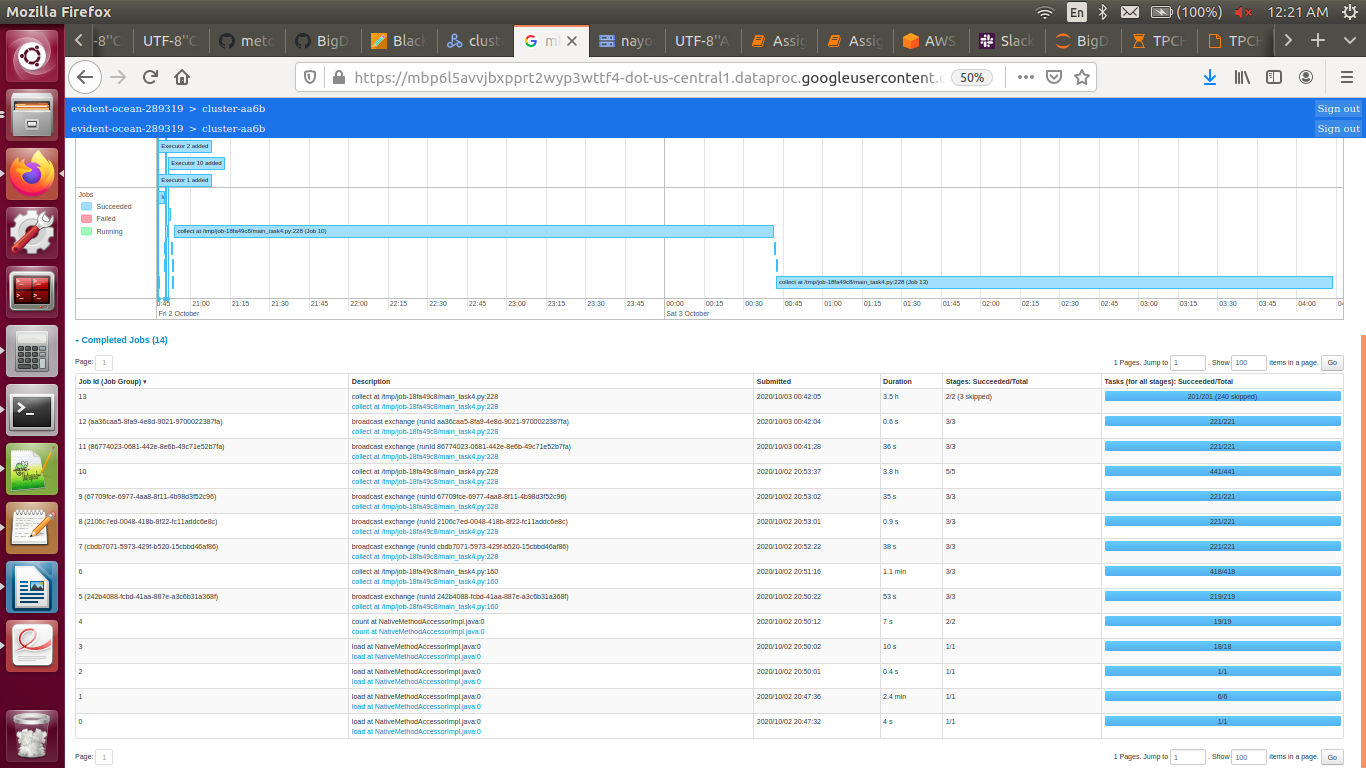 Mozilla Firefox
En (100%) 12:21 AM
-8''C UTF-8''C metc BigD Blac clust ml nayo UTF-8''A Assig Assig AWS Slack BigD TPCH TPCH
https://mbp6l5avvjbxpprt2wyp3wttf4-dot-us-central1.dataproc.googleusercontent.c 50%
evident-ocean-289319 > cluster-aa6b Sign out
evident-ocean-289319 > cluster-aa6b Sign out
Executor 2 added
Executor 10 added
Executor 1 added
Jobs
Succeeded
Failed
Running
collect at /tmp/job-18fa49c8/main_task4.py:228 (Job 10)
collect at /tmp/job-18fa49c8/main_task4.py:228 (Job 13)
:45 21:00 21:15 21:30 21:45 22:00 22:15 22:30 22:45 23:00 23:15 23:30 23:45 00:00 00:15 00:30 00:45 01:00 01:15 01:30 01:45 02:00 02:15 02:30 02:45 03:00 03:15 03:30 03:45 04:00
Fri 2 October Sat 3 October
Completed Jobs (14)
Page: 1 1 Pages. Jump to 1 . Show 100 items in a page. Go
Job Id (Job Group) ▾ Description Submitted Duration Stages: Succeeded/Total Tasks (for all stages): Succeeded/Total
13 collect at /tmp/job-18fa49c8/main_task4.py:228 2020/10/03 00:42:05 3.5 h 2/2 (3 skipped) 201/201 (240 skipped)
collect at /tmp/job-18fa49c8/main_task4.py:228
12 (aa36caa5-8fa9-4e8d-9021-9700022387fa) broadcast exchange (runId aa36caa5-8fa9-4e8d-9021-9700022387fa) 2020/10/03 00:42:04 0.6 s 3/3 221/221
collect at /tmp/job-18fa49c8/main_task4.py:228
11 (86774023-0681-442e-8e6b-49c71e52b7fa) broadcast exchange (runId 86774023-0681-442e-8e6b-49c71e52b7fa) 2020/10/03 00:41:28 36 s 3/3 221/221
collect at /tmp/job-18fa49c8/main_task4.py:228
10 collect at /tmp/job-18fa49c8/main_task4.py:228 2020/10/02 20:53:37 3.8 h 5/5 441/441
collect at /tmp/job-18fa49c8/main_task4.py:228
9 (67709fce-6977-4aa8-8f11-4b98d3f52c96) broadcast exchange (runId 67709fce-6977-4aa8-8f11-4b98d3f52c96) 2020/10/02 20:53:02 35 s 3/3 221/221
collect at /tmp/job-18fa49c8/main_task4.py:228
8 (2106c7ed-0048-418b-8f22-fc11addc6e8c) broadcast exchange (runId 2106c7ed-0048-418b-8f22-fc11addc6e8c) 2020/10/02 20:53:01 0.9 s 3/3 221/221
collect at /tmp/job-18fa49c8/main_task4.py:228
7 (cbdb7071-5973-429f-b520-15cbbd46af86) broadcast exchange (runId cbdb7071-5973-429f-b520-15cbbd46af86) 2020/10/02 20:52:22 38 s 3/3 221/221
collect at /tmp/job-18fa49c8/main_task4.py:228
6 collect at /tmp/job-18fa49c8/main_task4.py:160 2020/10/02 20:51:16 1.1 min 3/3 418/418
collect at /tmp/job-18fa49c8/main_task4.py:160
5 (242b4088-fcbd-41aa-887e-a3c6b31a368f) broadcast exchange (runId 242b4088-fcbd-41aa-887e-a3c6b31a368f) 2020/10/02 20:50:22 53 s 3/3 219/219
collect at /tmp/job-18fa49c8/main_task4.py:160
4 count at NativeMethodAccessorImpl.java:0 2020/10/02 20:50:12 7 s 2/2 19/19
count at NativeMethodAccessorImpl.java:0
3 load at NativeMethodAccessorImpl.java:0 2020/10/02 20:50:02 10 s 1/1 18/18
load at NativeMethodAccessorImpl.java:0
2 load at NativeMethodAccessorImpl.java:0 2020/10/02 20:50:01 0.4 s 1/1 1/1
load at NativeMethodAccessorImpl.java:0
1 load at NativeMethodAccessorImpl.java:0 2020/10/02 20:47:36 2.4 min 1/1 6/6
load at NativeMethodAccessorImpl.java:0
0 load at NativeMethodAccessorImpl.java:0 2020/10/02 20:47:32 4 s 1/1 1/1
load at NativeMethodAccessorImpl.java:0
Page: 1 1 Pages. Jump to 1 . Show 100 items in a page. Go